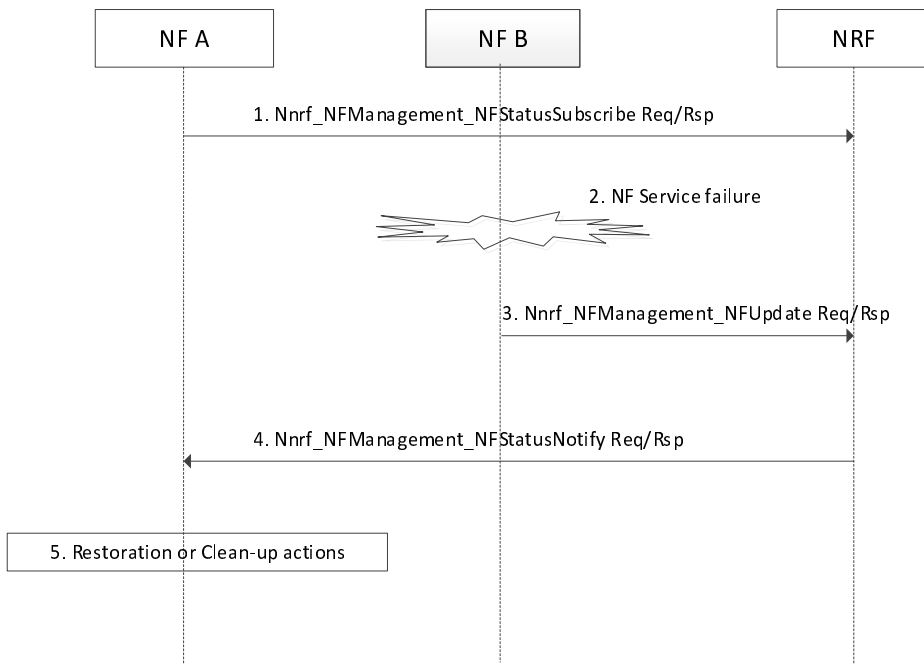 NF A
NF B
NRF
1. Nnrf_NFManagement_NFStatusSubscribe Req/Rsp
2. NF Service failure
3. Nnrf_NFManagement_NFUpdate Req/Rsp
4. Nnrf_NFManagement_NFStatusNotify Req/Rsp
5. Restoration or Clean-up actions